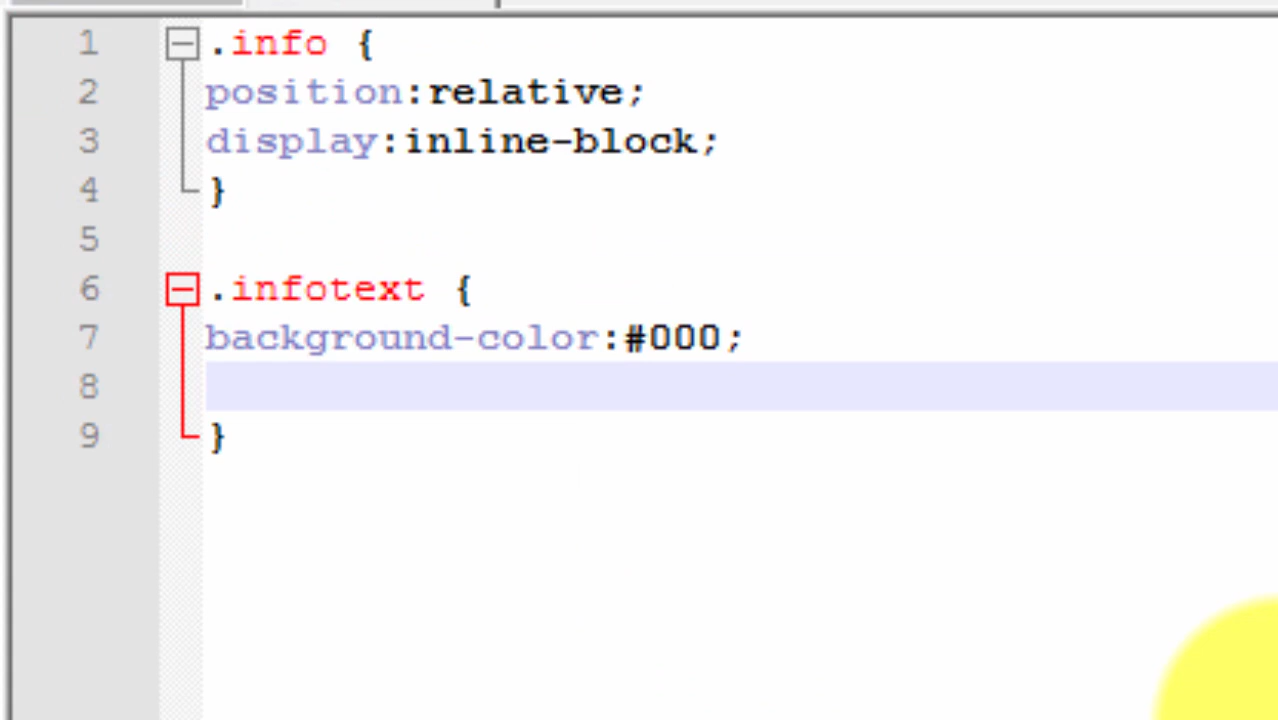 1 .info {
2 position:relative;
3 display:inline-block;
4 }
5
6 .infotext {
7 background-color:#000;
8
9 }